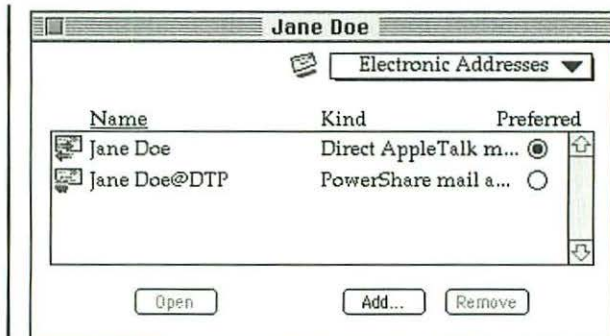 Jane Doe
Electronic Addresses
Name Kind Preferred
Jane Doe Direct AppleTalk m...
Jane Doe@DTP PowerShare mail a...
Open Add... Remove